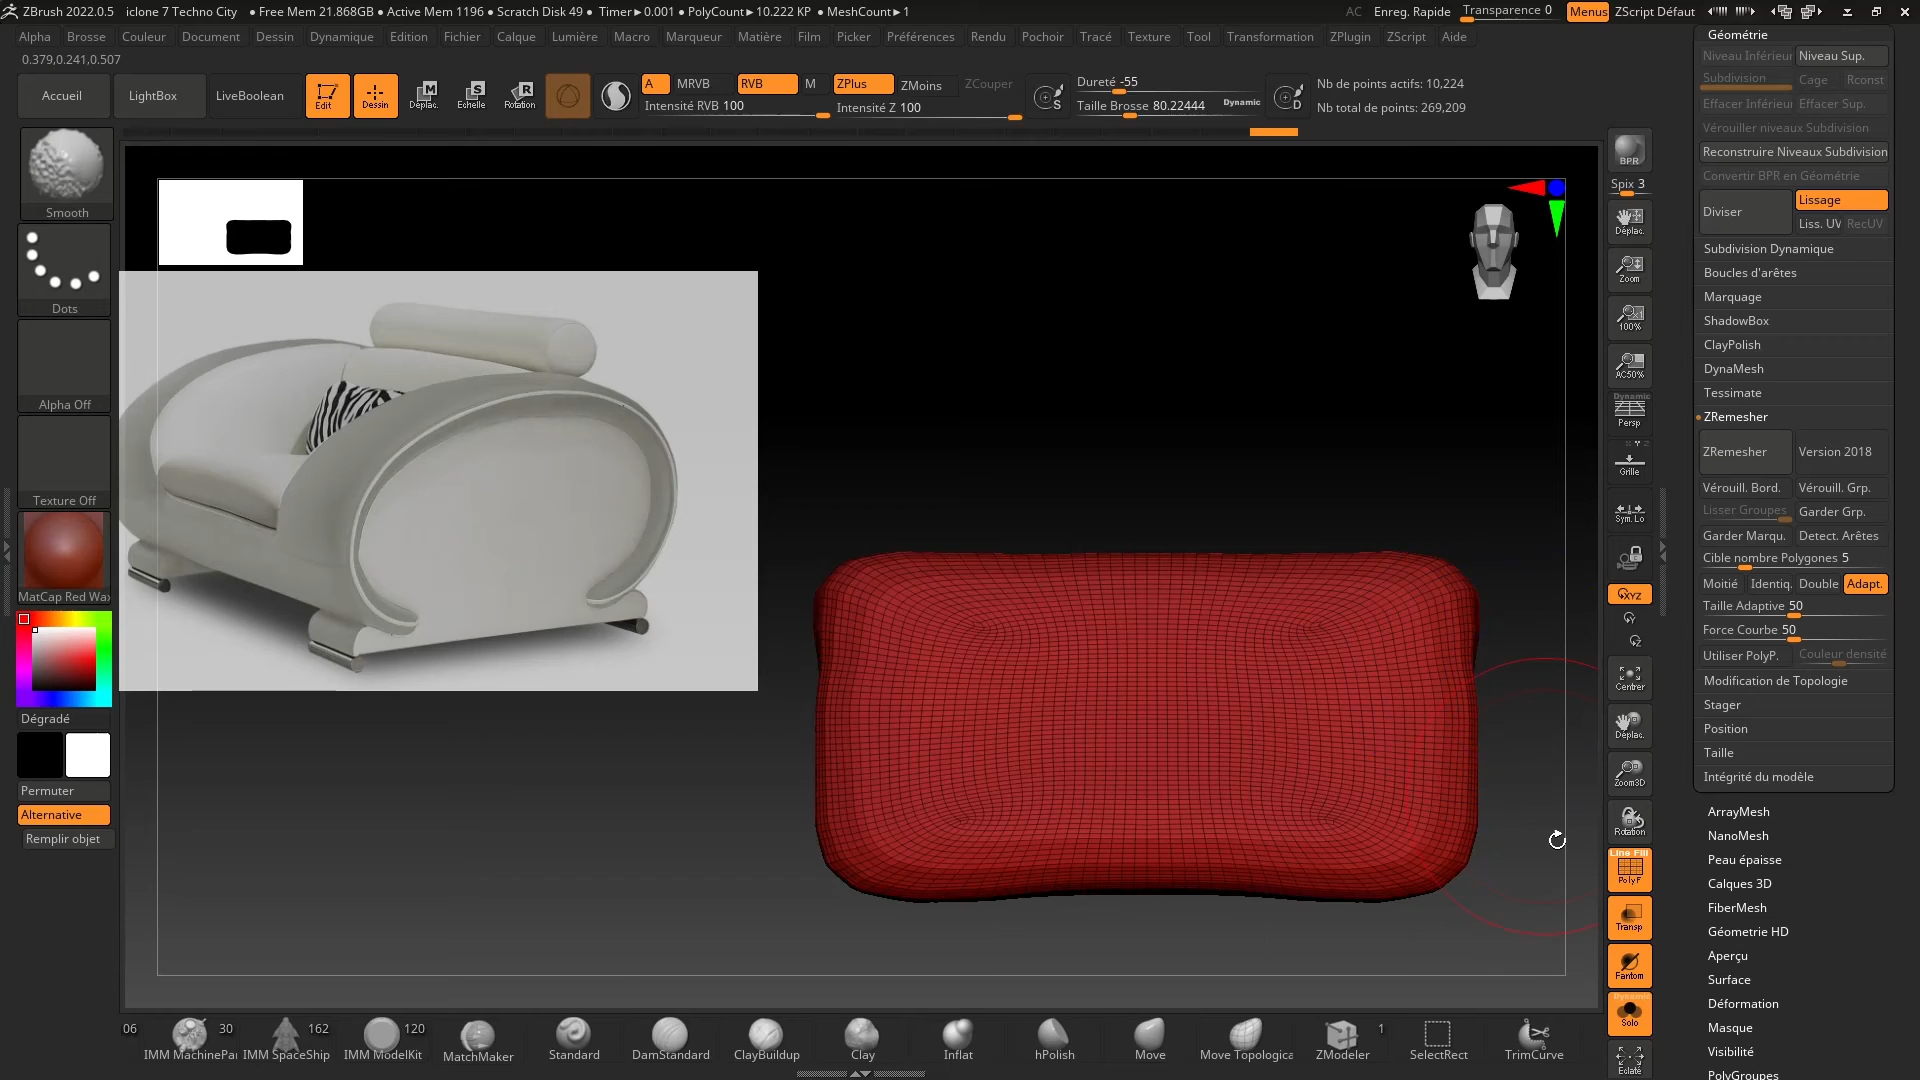 ZBrush 2022.0.5 iclone 7 Techno City • Free Mem 21.868GB • Active Mem 1196 • Scratch Disk 49 • Timer►0.001 • PolyCount►10.222 KP • MeshCount►1 AC Enreg. Rapide Transparence 0 Menus ZScript Défaut
Alpha Brosse Couleur Document Dessin Dynamique Edition Fichier Calque Lumière Macro Marqueur Matière Film Picker Préférences Rendu Pochoir Tracé Texture Tool Transformation ZPlugin ZScript Aide
0.379,0.241,0.507
Accueil LightBox LiveBoolean Edit Dessin Déplac. Echelle Rotation
A MRVB RVB M ZPlus ZMoins ZCouper
Intensité RVB 100 Intensité Z 100
Dureté -55
Taille Brosse 80.22444 Dynamic
Nb de points actifs: 10,224
Nb total de points: 269,209
Smooth
Dots
Alpha Off
Texture Off
MatCap Red Wax
Dégradé
Permuter
Alternative
Remplir objet
BPR
Spix 3
Déplac.
Zoom
100%
AC50%
Dynamic
Persp
Grille
Sym.Lo
XYZ
Y
Z
Centrer
Déplac.
Zoom3D
Rotation
Line Fill
PolyF
Transp
Fantom
Dynamic
Solo
Eclaté
Géométrie
Niveau Inférieur Niveau Sup.
Subdivision Cage Rconst
Effacer Inférieur Effacer Sup.
Vérouiller niveaux Subdivision
Reconstruire Niveaux Subdivision
Convertir BPR en Géométrie
Diviser Lissage
Liss. UV RecUV
Subdivision Dynamique
Boucles d'arêtes
Marquage
ShadowBox
ClayPolish
DynaMesh
Tessimate
ZRemesher
ZRemesher Version 2018
Vérouill. Bord. Vérouill. Grp.
Lisser Groupes Garder Grp.
Garder Marqu. Detect. Arêtes
Cible nombre Polygones 5
Moitié Identiq. Double Adapt.
Taille Adaptive 50
Force Courbe 50
Utiliser PolyP. Couleur densité
Modification de Topologie
Stager
Position
Taille
Intégrité du modèle
ArrayMesh
NanoMesh
Peau épaisse
Calques 3D
FiberMesh
Géometrie HD
Aperçu
Surface
Déformation
Masque
Visibilité
PolyGroupes
06 30 162 120 1
IMM MachinePai IMM SpaceShip IMM ModelKit MatchMaker Standard DamStandard ClayBuildup Clay Inflat hPolish Move Move Topologica ZModeler SelectRect TrimCurve